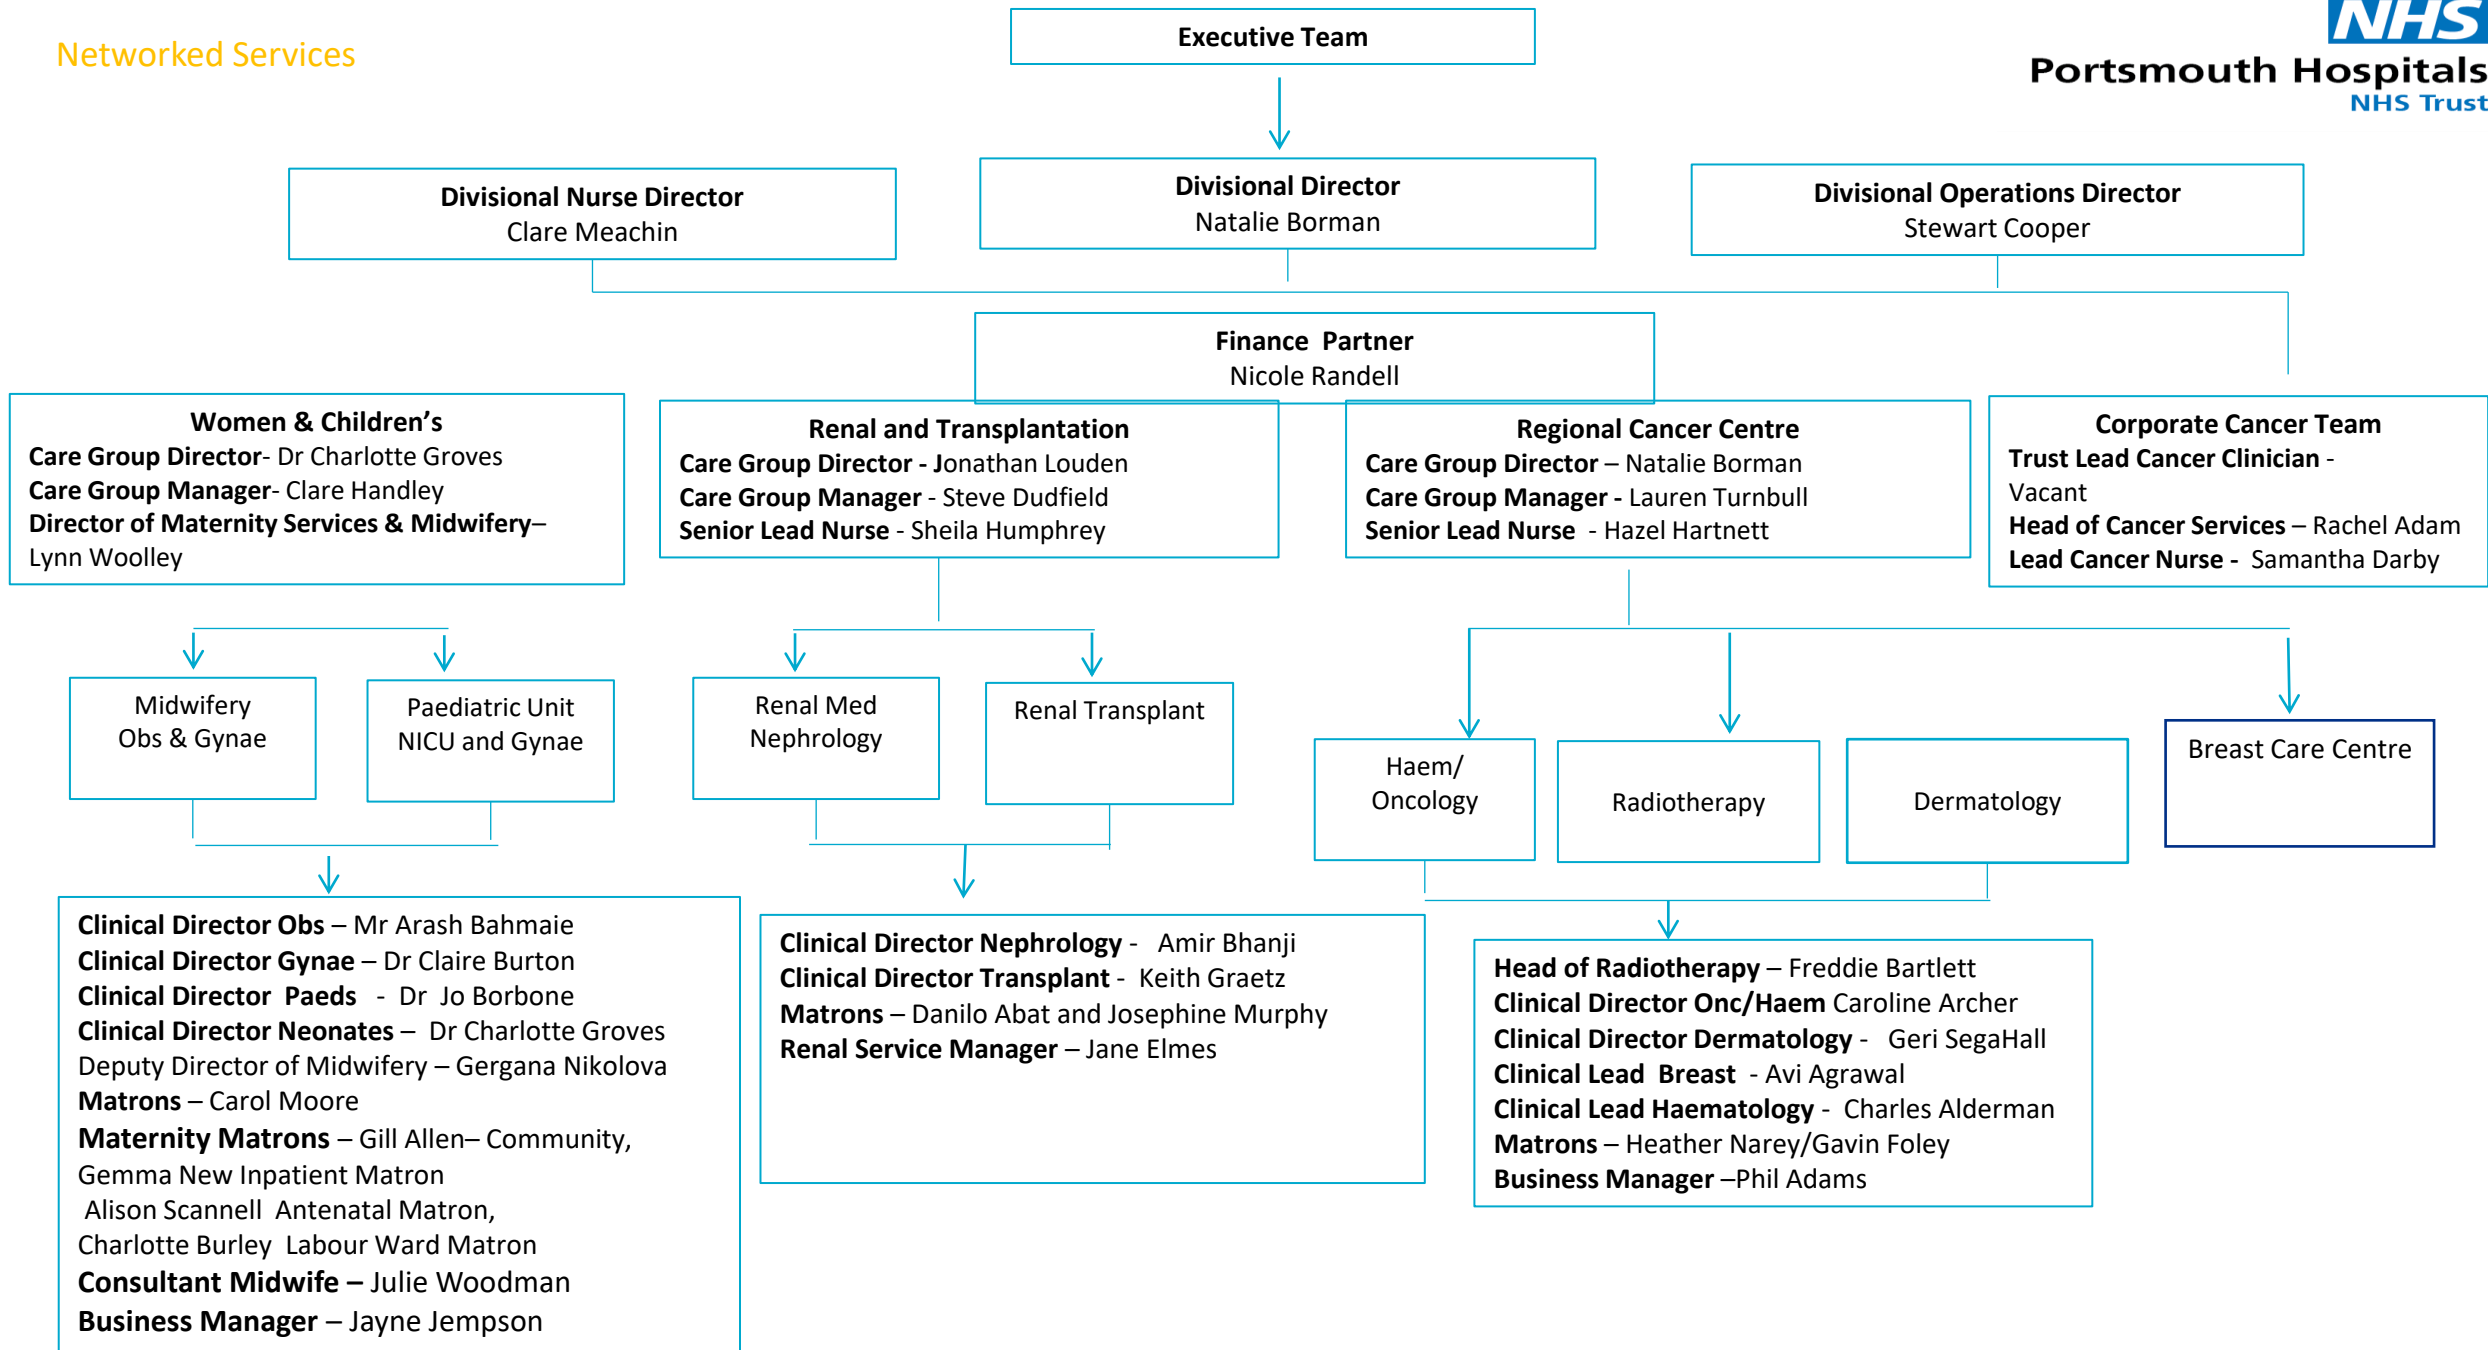 Networked Services
Executive Team
NHS
Portsmouth Hospitals
NHS Trust
Divisional Nurse Director
Clare Meachin
Divisional Director
Natalie Borman
Divisional Operations Director
Stewart Cooper
Finance  Partner
Nicole Randell
Women & Children’s
Care Group Director- Dr Charlotte Groves
Care Group Manager- Clare Handley
Director of Maternity Services & Midwifery–
Lynn Woolley
Renal and Transplantation
Care Group Director - Jonathan Louden
Care Group Manager - Steve Dudfield
Senior Lead Nurse - Sheila Humphrey
Regional Cancer Centre
Care Group Director – Natalie Borman
Care Group Manager - Lauren Turnbull
Senior Lead Nurse  - Hazel Hartnett
Corporate Cancer Team
Trust Lead Cancer Clinician -
Vacant
Head of Cancer Services – Rachel Adam
Lead Cancer Nurse -  Samantha Darby
Midwifery
Obs & Gynae
Paediatric Unit
NICU and Gynae
Renal Med
Nephrology
Renal Transplant
Haem/
Oncology
Radiotherapy
Dermatology
Breast Care Centre
Clinical Director Obs – Mr Arash Bahmaie
Clinical Director Gynae – Dr Claire Burton
Clinical Director  Paeds   -  Dr  Jo Borbone
Clinical Director Neonates –  Dr Charlotte Groves
Deputy Director of Midwifery – Gergana Nikolova
Matrons – Carol Moore
Maternity Matrons – Gill Allen– Community,
Gemma New Inpatient Matron
Alison Scannell  Antenatal Matron,
Charlotte Burley  Labour Ward Matron
Consultant Midwife – Julie Woodman
Business Manager – Jayne Jempson
Clinical Director Nephrology -   Amir Bhanji
Clinical Director Transplant -  Keith Graetz
Matrons – Danilo Abat and Josephine Murphy
Renal Service Manager – Jane Elmes
Head of Radiotherapy – Freddie Bartlett
Clinical Director Onc/Haem Caroline Archer
Clinical Director Dermatology -   Geri SegaHall
Clinical Lead  Breast  - Avi Agrawal
Clinical Lead Haematology -  Charles Alderman
Matrons – Heather Narey/Gavin Foley
Business Manager –Phil Adams